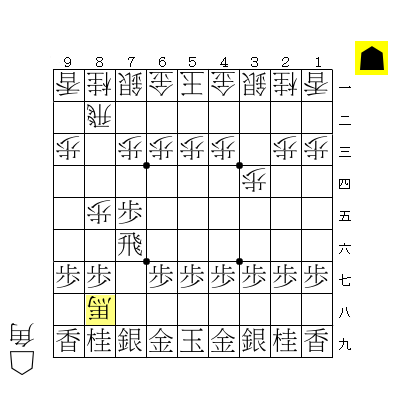 ９ ８ ７ ６ ５ ４ ３ ２ １
香 桂 銀 金 王 金 銀 桂 香 一
飛 二
歩 歩 歩 歩 歩 歩 歩 三
歩 四
歩 歩 五
飛 六
歩 歩 歩 歩 歩 歩 歩 歩 七
馬 八
香 桂 銀 金 玉 金 銀 桂 香 九
角